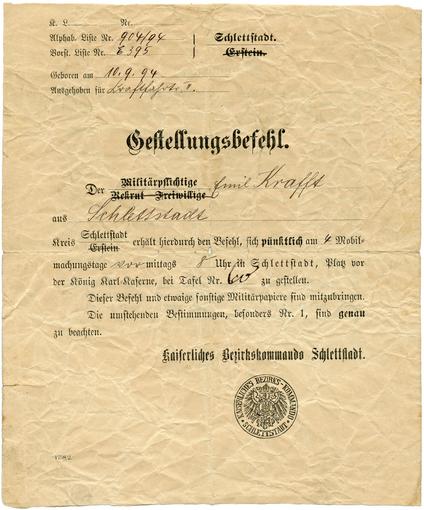 K. L Nr.
Alphab. Liste Nr. 904/94
Vorst. Liste Nr. E 395
Schlettstadt.
Erstein.
Geboren am 10.9.94
Ausgehoben für Kraftfahrtr.
Gestellungsbefehl.
Der Militärpflichtige Emil Krafft
Rekrut Freiwillige
aus Schlettstadt
Kreis Schlettstadt erhält hierdurch den Befehl, sich pünktlich am 4 Mobil-
Erstein
machungstage vormittags 8 Uhr in Schlettstadt, Platz vor
der König Karl-Kaserne, bei Tafel Nr. 60 zu gestellen.
Dieser Befehl und etwaige sonstige Militärpapiere sind mitzubringen.
Die umstehenden Bestimmungen, besonders Nr. 1, sind genau
zu beachten.
Kaiserliches Bezirkskommando Schlettstadt.
KAISERLICHES BEZIRKS-KOMMANDO
SCHLETTSTADT